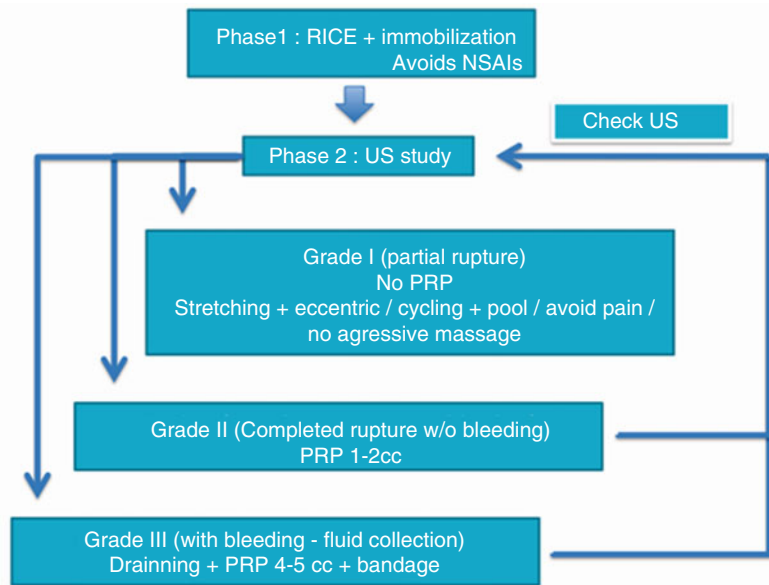 Phase1 : RICE + immobilization
Avoids NSAIs
Check US
Phase 2 : US study
Grade I (partial rupture)
No PRP
Stretching + eccentric / cycling + pool / avoid pain /
no agressive massage
Grade II (Completed rupture w/o bleeding)
PRP 1-2cc
Grade III (with bleeding - fluid collection)
Drainning + PRP 4-5 cc + bandage